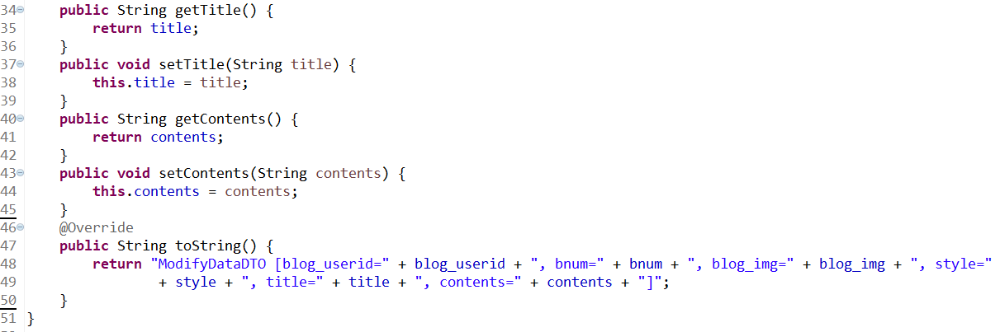 34    public String getTitle() {
35        return title;
36    }
37    public void setTitle(String title) {
38        this.title = title;
39    }
40    public String getContents() {
41        return contents;
42    }
43    public void setContents(String contents) {
44        this.contents = contents;
45    }
46    @Override
47    public String toString() {
48        return "ModifyDataDTO [blog_userid=" + blog_userid + ", bnum=" + bnum + ", blog_img=" + blog_img + ", style="
49                + style + ", title=" + title + ", contents=" + contents + "]";
50    }
51 }